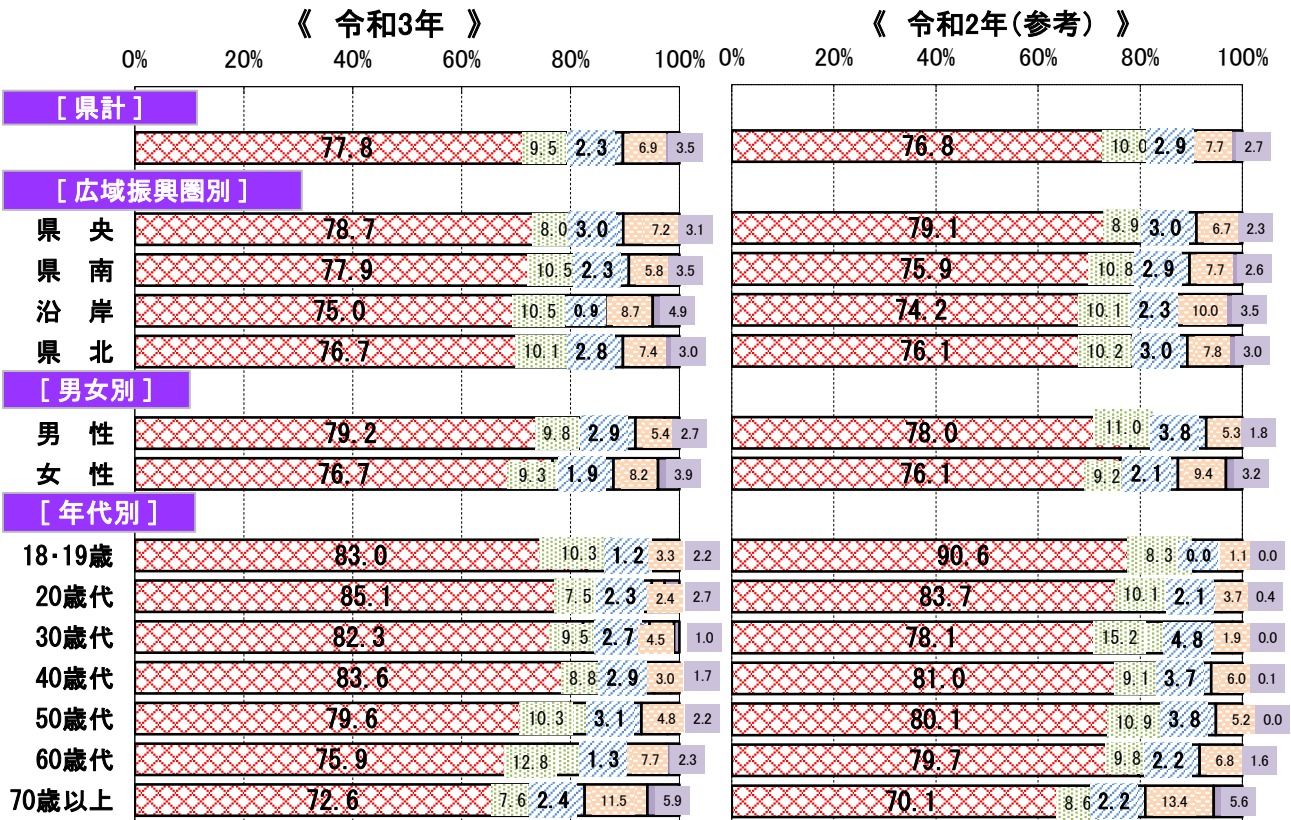 《 令和3年 》 《 令和2年(参考) 》
0% 20% 40% 60% 80% 100% 0% 20% 40% 60% 80% 100%
[ 県計 ]
77.8 9.5 2.3 6.9 3.5 76.8 10.0 2.9 7.7 2.7
[ 広域振興圏別 ]
県 央 78.7 8.0 3.0 7.2 3.1 79.1 8.9 3.0 6.7 2.3
県 南 77.9 10.5 2.3 5.8 3.5 75.9 10.8 2.9 7.7 2.6
沿 岸 75.0 10.5 0.9 8.7 4.9 74.2 10.1 2.3 10.0 3.5
県 北 76.7 10.1 2.8 7.4 3.0 76.1 10.2 3.0 7.8 3.0
[ 男女別 ]
男 性 79.2 9.8 2.9 5.4 2.7 78.0 11.0 3.8 5.3 1.8
女 性 76.7 9.3 1.9 8.2 3.9 76.1 9.2 2.1 9.4 3.2
[ 年代別 ]
18・19歳 83.0 10.3 1.2 3.3 2.2 90.6 8.3 0.0 1.1 0.0
20歳代 85.1 7.5 2.3 2.4 2.7 83.7 10.1 2.1 3.7 0.4
30歳代 82.3 9.5 2.7 4.5 1.0 78.1 15.2 4.8 1.9 0.0
40歳代 83.6 8.8 2.9 3.0 1.7 81.0 9.1 3.7 6.0 0.1
50歳代 79.6 10.3 3.1 4.8 2.2 80.1 10.9 3.8 5.2 0.0
60歳代 75.9 12.8 1.3 7.7 2.3 79.7 9.8 2.2 6.8 1.6
70歳以上 72.6 7.6 2.4 11.5 5.9 70.1 8.6 2.2 13.4 5.6